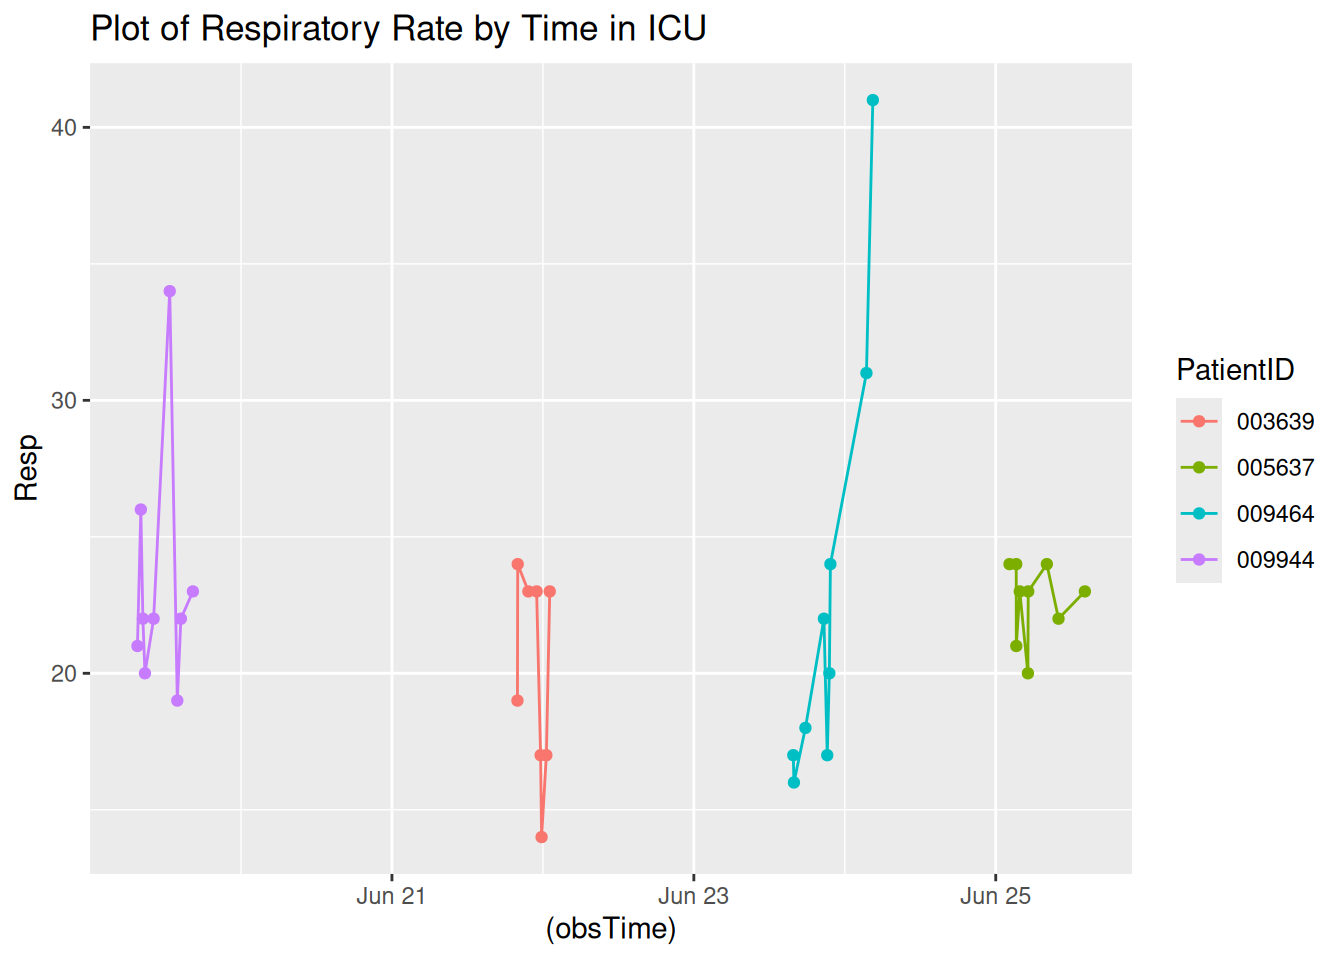 Plot of Respiratory Rate by Time in ICU
40
30
20
Resp
Jun 21
Jun 23
Jun 25
(obsTime)
PatientID
003639
005637
009464
009944